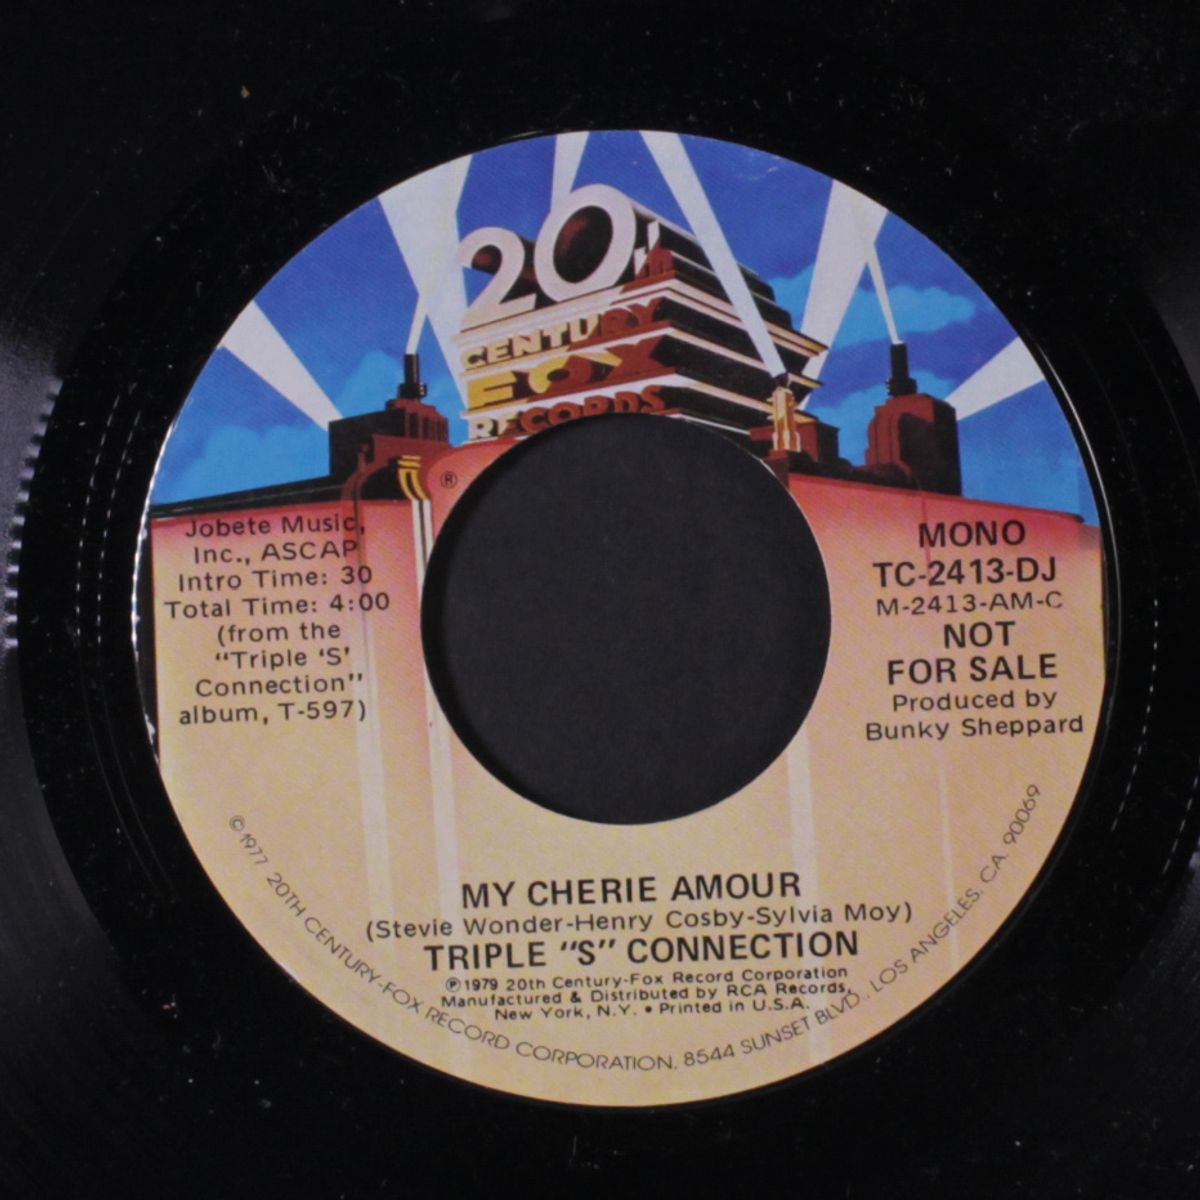 20th
CENTURY
FOX
RECORDS
®
Jobete Music,
Inc., ASCAP
Intro Time: 30
Total Time: 4:00
(from the
“Triple ‘S’
Connection”
album, T-597)
MONO
TC-2413-DJ
M-2413-AM-C
NOT
FOR SALE
Produced by
Bunky Sheppard
MY CHERIE AMOUR
(Stevie Wonder-Henry Cosby-Sylvia Moy)
TRIPLE “S” CONNECTION
℗1979 20th Century-Fox Record Corporation
Manufactured & Distributed by RCA Records,
New York, N.Y. • Printed in U.S.A.
© 1977 20TH CENTURY-FOX RECORD CORPORATION, 8544 SUNSET BLVD., LOS ANGELES, CA. 90069